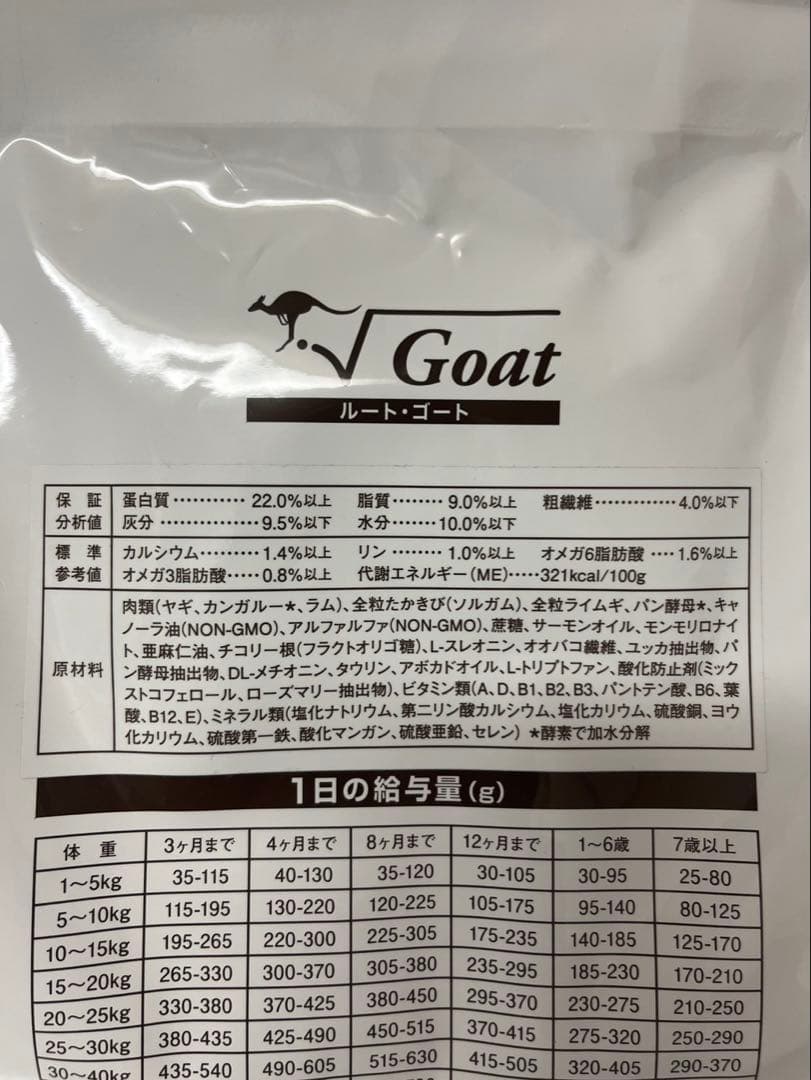 √Goat
ルート・ゴート
保 証 蛋白質・・・・・・・・・・・22.0%以上 脂質・・・・・・・・9.0%以上 粗繊維・・・・・・・・・・・・・4.0%以下
分析値 灰分・・・・・・・・・・・・・・・9.5%以下 水分・・・・・・・10.0%以下
標 準 カルシウム・・・・・・・1.4%以上 リン・・・・・・・・1.0%以上 オメガ6脂肪酸・・・・1.6%以上
参考値 オメガ3脂肪酸・・・・・0.8%以上 代謝エネルギー(ME)・・・・・321kcal/100g
原材料
肉類(ヤギ、カンガルー*、ラム)、全粒たかきび(ソルガム)、全粒ライムギ、パン酵母*、キャ
ノーラ油(NON-GMO)、アルファルファ(NON-GMO)、蔗糖、サーモンオイル、モンモリロナイ
ト、亜麻仁油、チコリー根(フラクトオリゴ糖)、L-スレオニン、オオバコ繊維、ユッカ抽出物、パ
ン酵母抽出物、DL-メチオニン、タウリン、アボカドオイル、L-トリプトファン、酸化防止剤(ミック
ストコフェロール、ローズマリー抽出物)、ビタミン類(A、D、B1、B2、B3、パントテン酸、B6、葉
酸、B12、E)、ミネラル類(塩化ナトリウム、第二リン酸カルシウム、塩化カリウム、硫酸銅、ヨウ
化カリウム、硫酸第一鉄、酸化マンガン、硫酸亜鉛、セレン) *酵素で加水分解
1日の給与量(g)
体 重 3ヶ月まで 4ヶ月まで 8ヶ月まで 12ヶ月まで 1〜6歳 7歳以上
1〜5kg 35-115 40-130 35-120 30-105 30-95 25-80
5〜10kg 115-195 130-220 120-225 105-175 95-140 80-125
10〜15kg 195-265 220-300 225-305 175-235 140-185 125-170
15〜20kg 265-330 300-370 305-380 235-295 185-230 170-210
20〜25kg 330-380 370-425 380-450 295-370 230-275 210-250
25〜30kg 380-435 425-490 450-515 370-415 275-320 250-290
30〜40kg 435-540 490-605 515-630 415-505 320-405 290-370